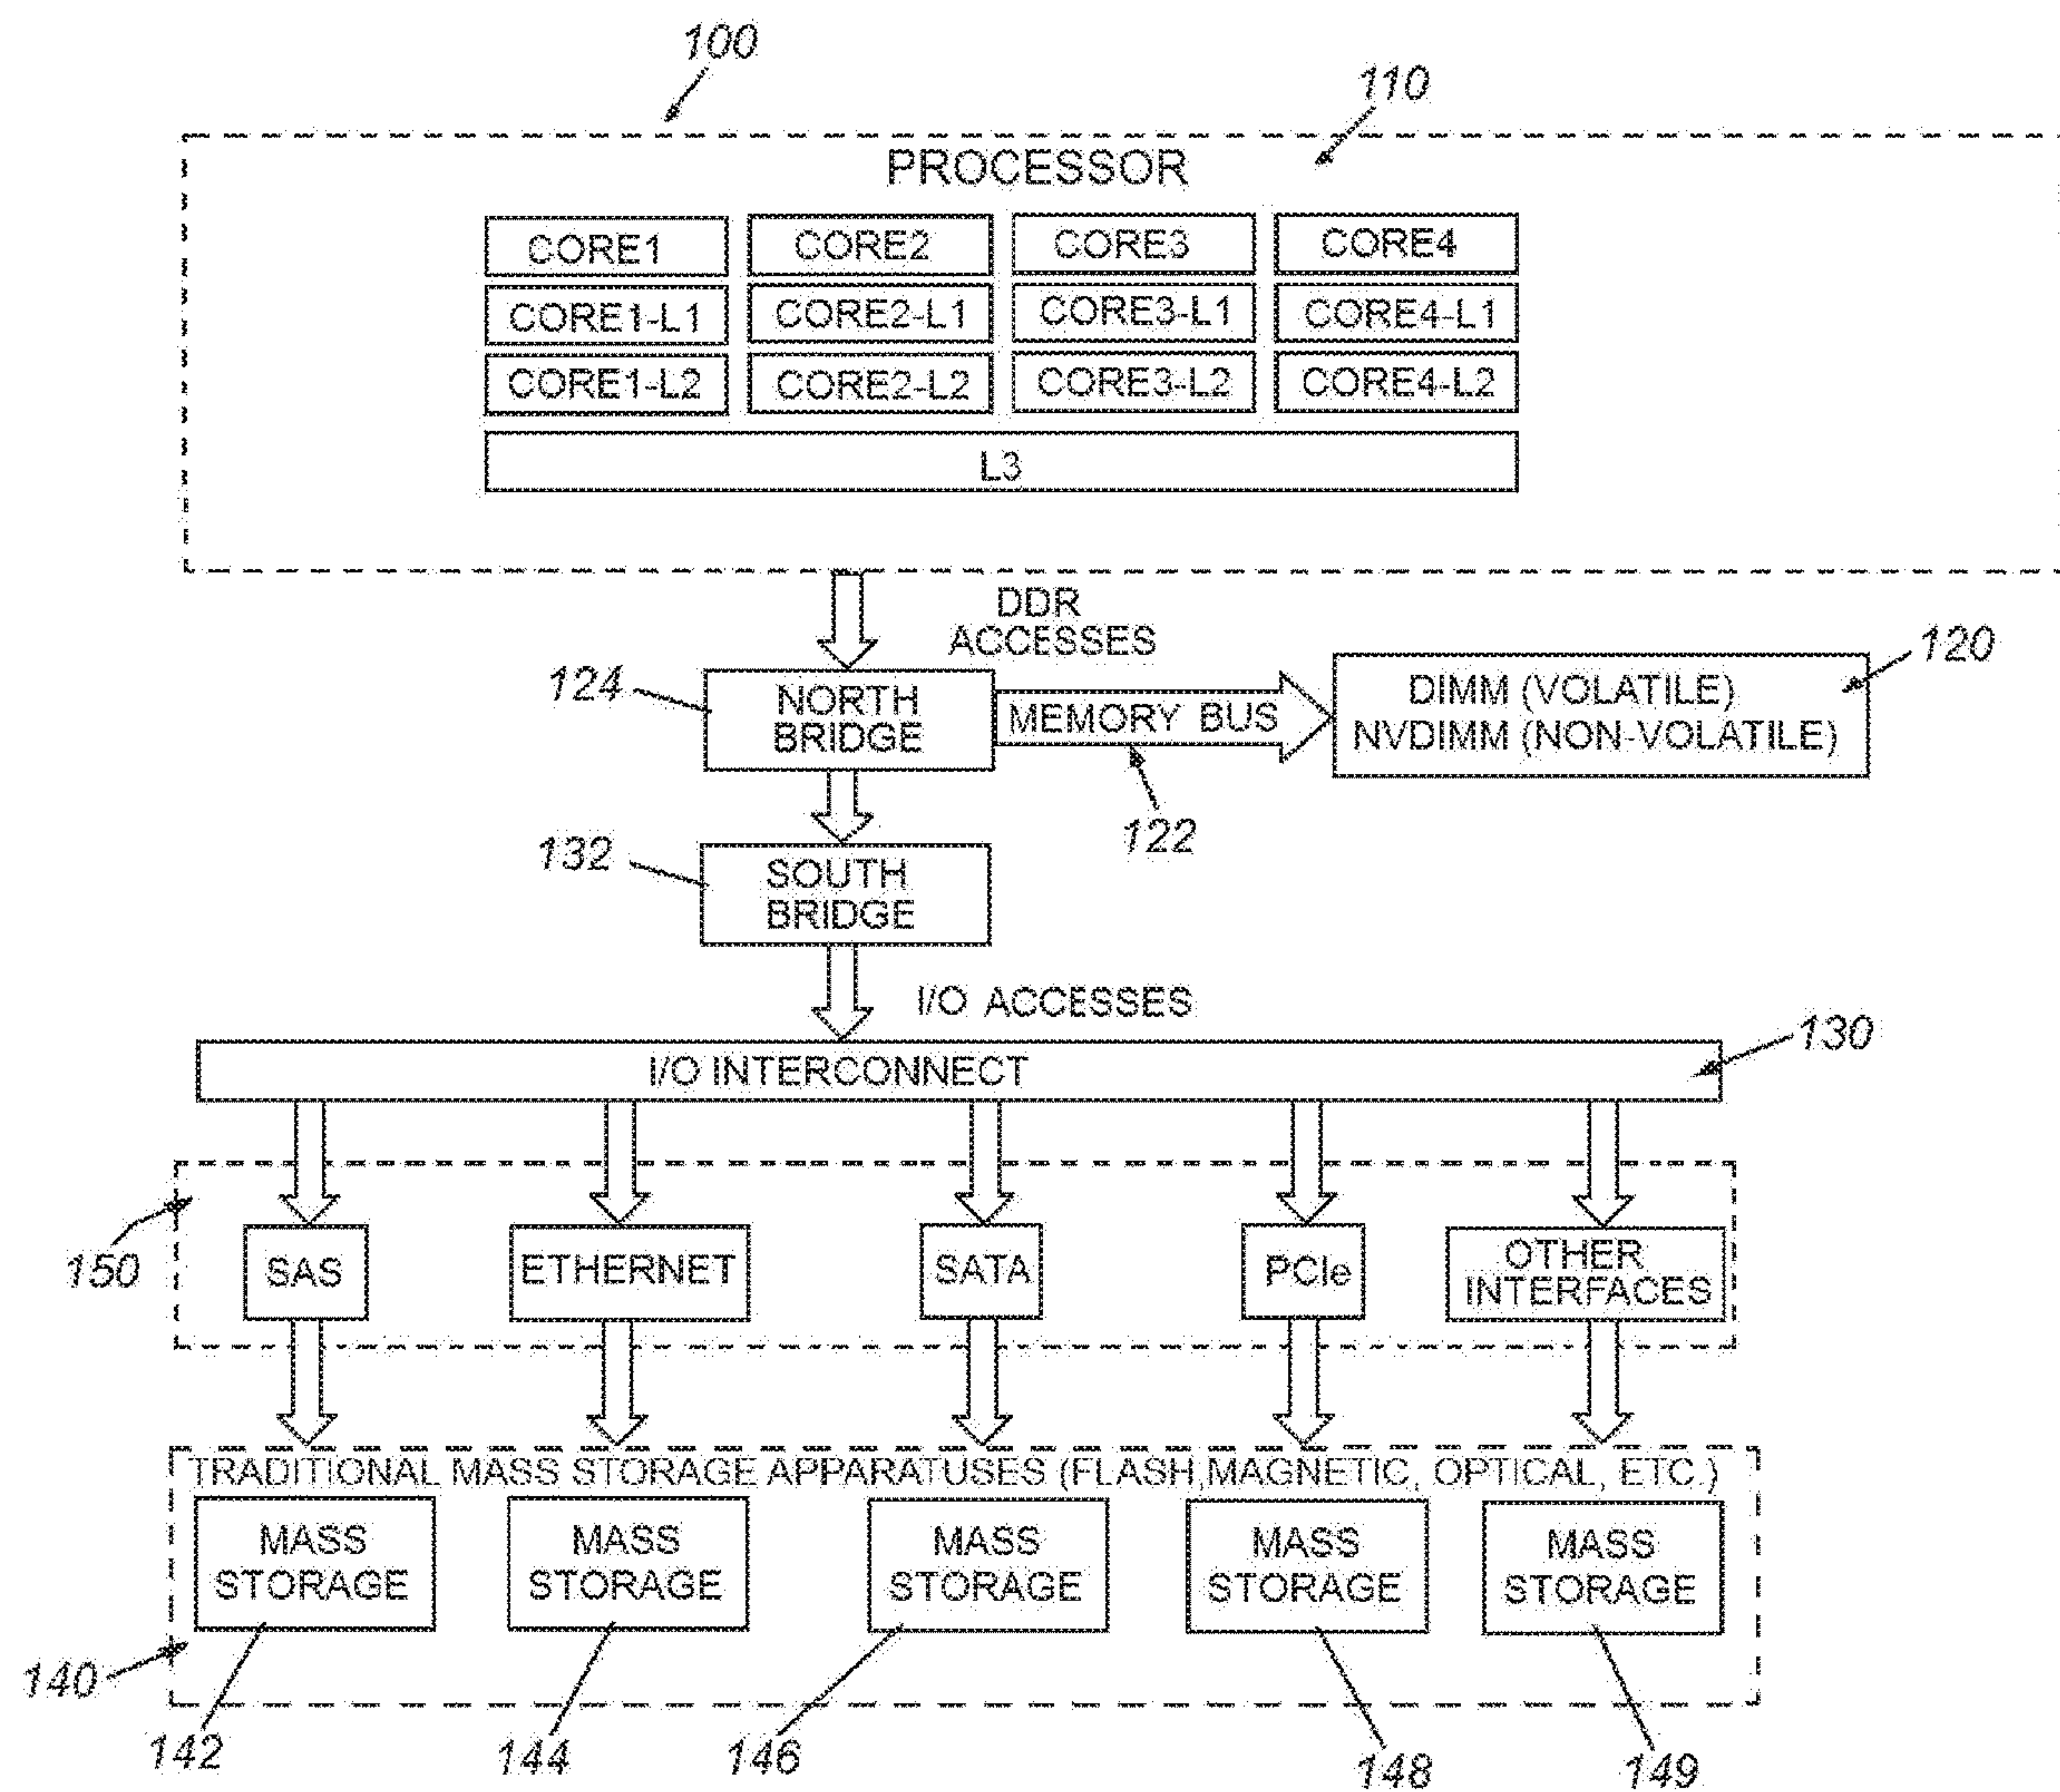 100
110
PROCESSOR
CORE1 CORE2 CORE3 CORE4
CORE1-L1 CORE2-L1 CORE3-L1 CORE4-L1
CORE1-L2 CORE2-L2 CORE3-L2 CORE4-L2
L3
DDR
ACCESSES
124
NORTH
BRIDGE
MEMORY BUS
122
DIMM (VOLATILE)
NVDIMM (NON-VOLATILE)
120
132
SOUTH
BRIDGE
I/O ACCESSES
I/O INTERCONNECT
130
150
SAS
ETHERNET
SATA
PCIe
OTHER
INTERFACES
TRADITIONAL MASS STORAGE APPARATUSES (FLASH,MAGNETIC, OPTICAL, ETC.)
MASS
STORAGE
MASS
STORAGE
MASS
STORAGE
MASS
STORAGE
MASS
STORAGE
140
142
144
146
148
149